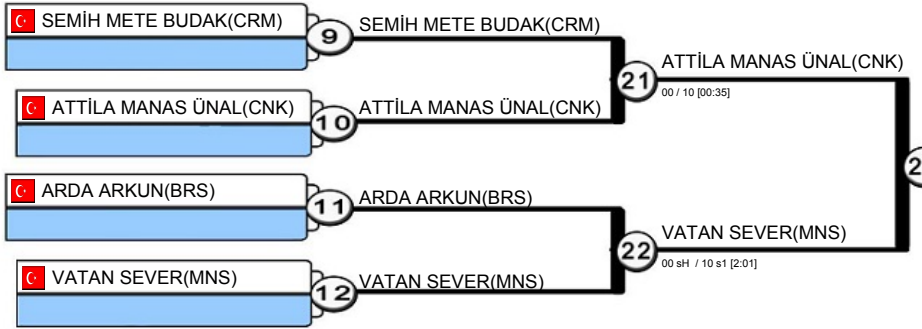 SEMİH METE BUDAK(CRM)
9
SEMİH METE BUDAK(CRM)
ATTİLA MANAS ÜNAL(CNK)
21
00 / 10 [00:35]
ATTİLA MANAS ÜNAL(CNK)
10
ATTİLA MANAS ÜNAL(CNK)
2
ARDA ARKUN(BRS)
11
ARDA ARKUN(BRS)
VATAN SEVER(MNS)
22
00 sH / 10 s1 [2:01]
VATAN SEVER(MNS)
12
VATAN SEVER(MNS)